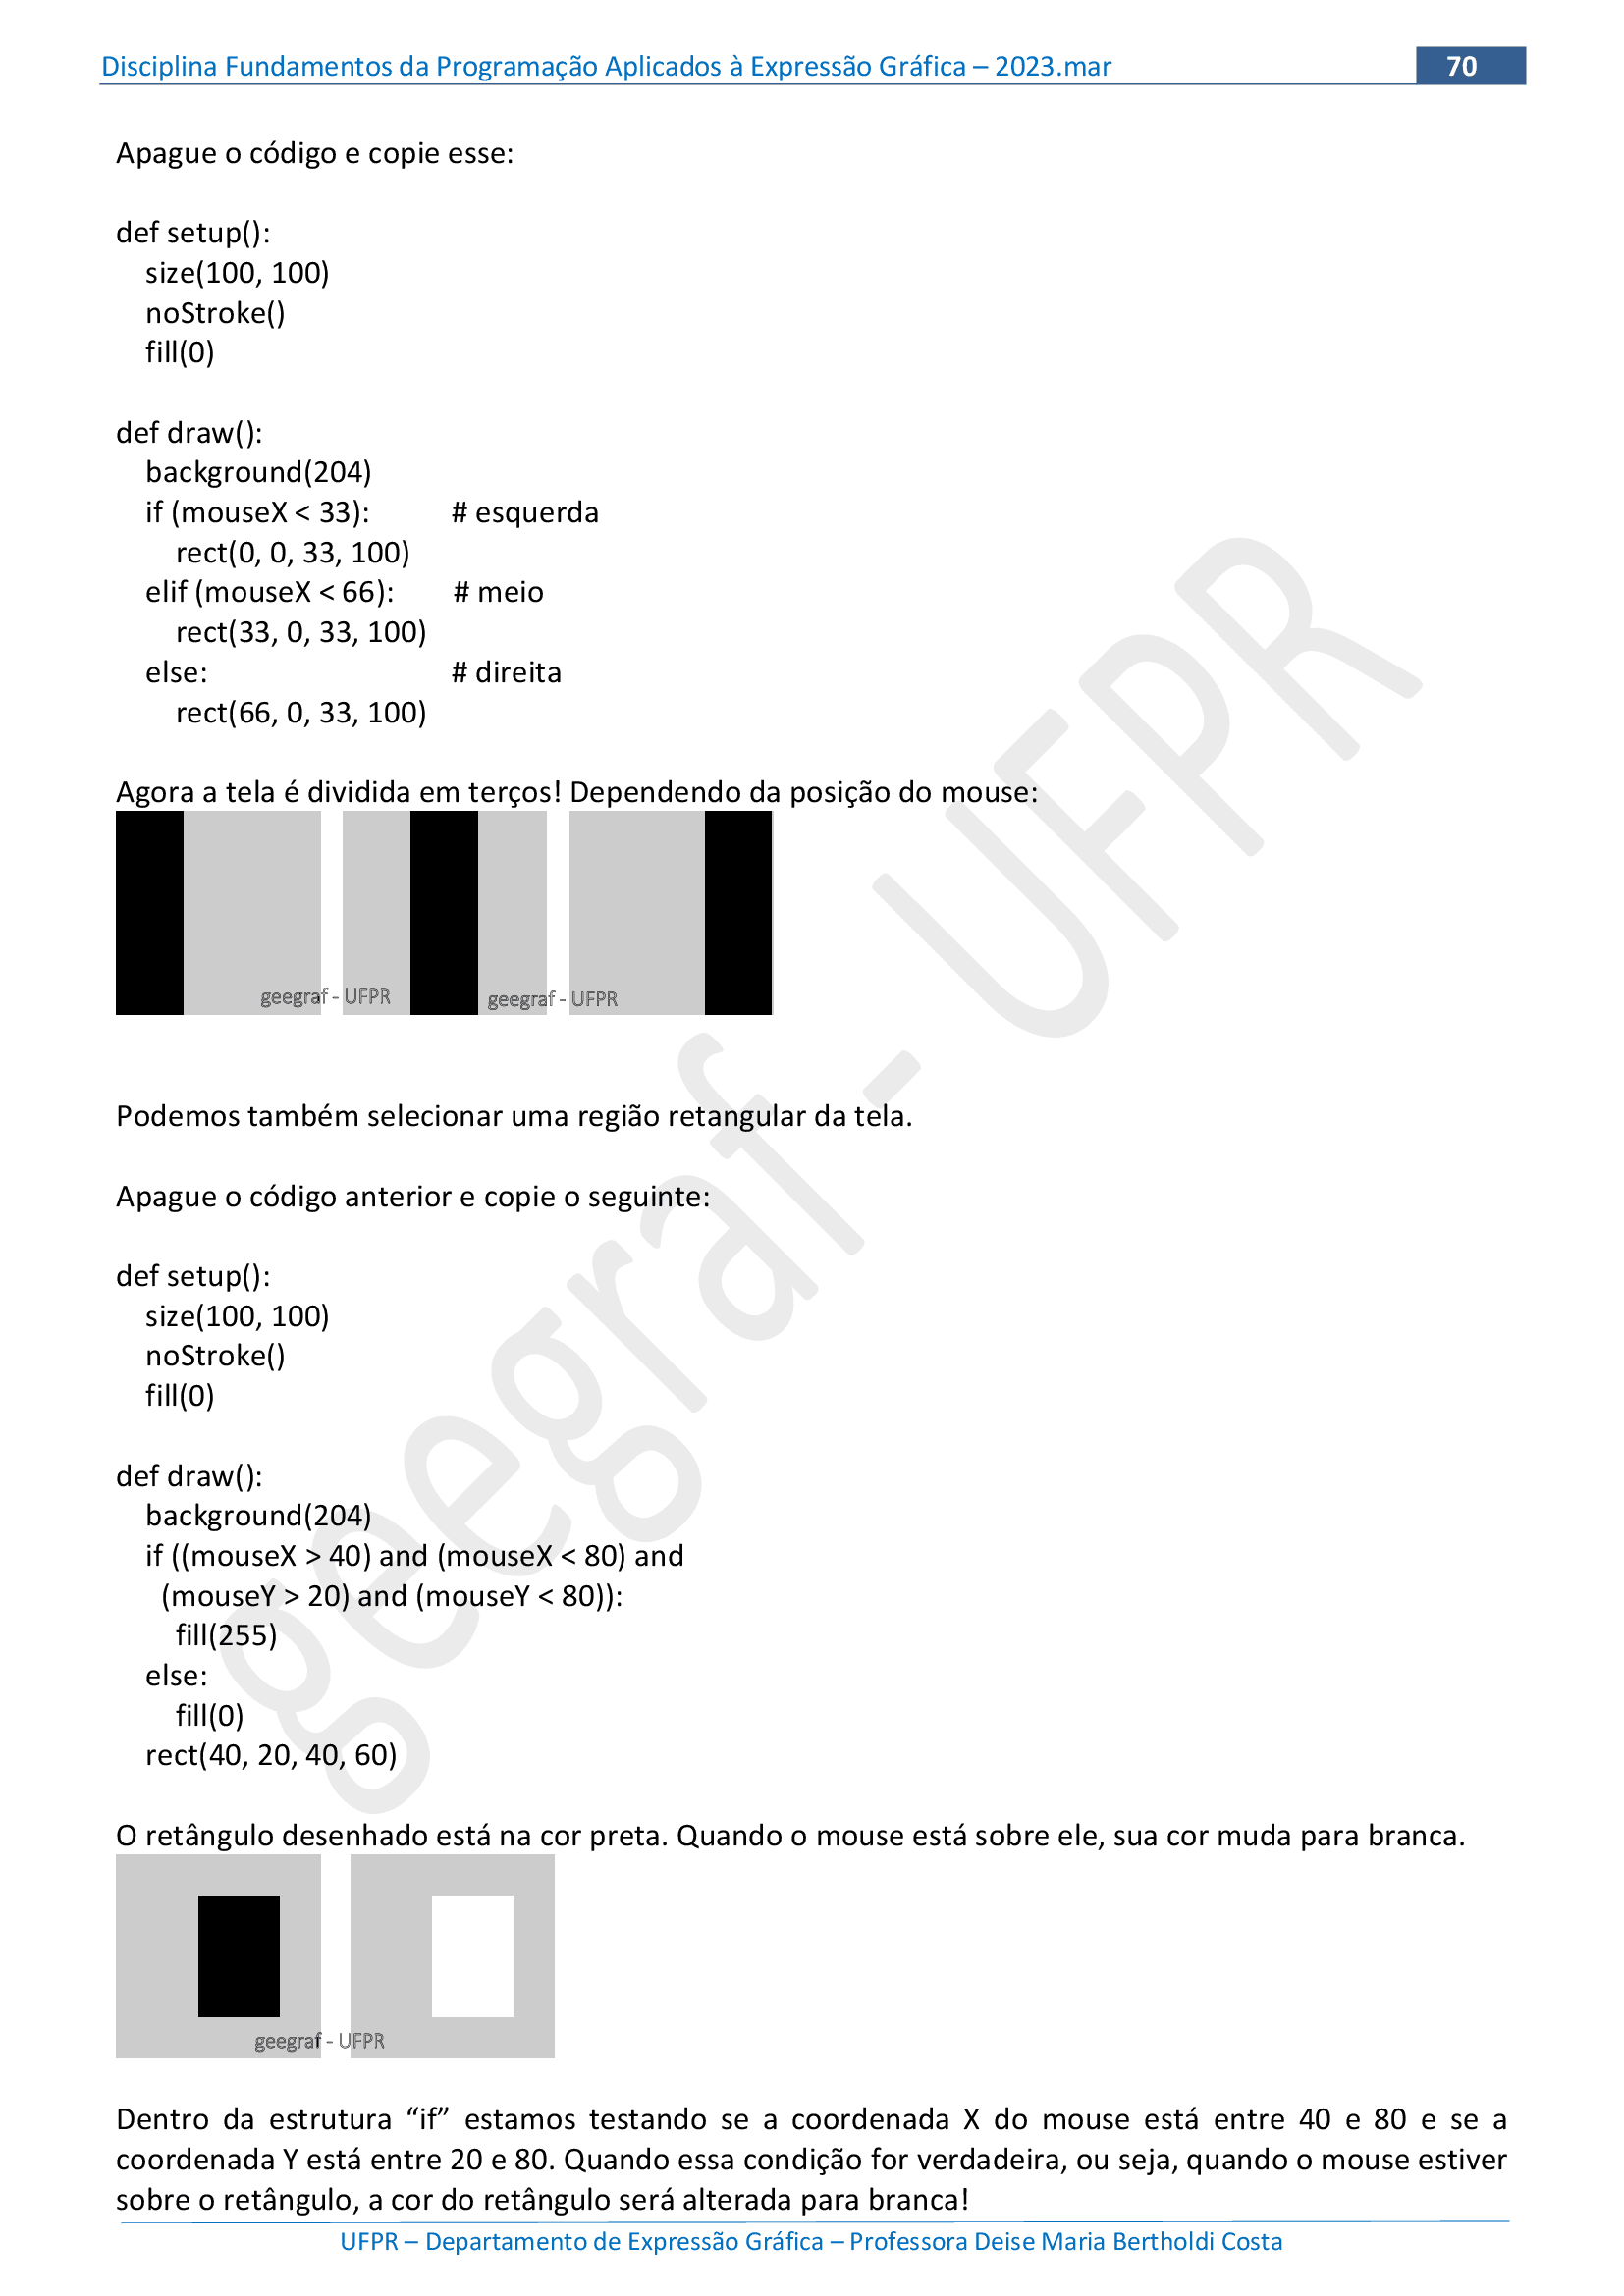 Disciplina Fundamentos da Programação Aplicados à Expressão Gráfica – 2023.mar 70
Apague o código e copie esse:
def setup():
size(100, 100)
noStroke()
fill(0)
def draw():
background(204)
if (mouseX < 33): # esquerda
rect(0, 0, 33, 100)
elif (mouseX < 66): # meio
rect(33, 0, 33, 100)
else: # direita
rect(66, 0, 33, 100)
Agora a tela é dividida em terços! Dependendo da posição do mouse:
geegraf - UFPR geegraf - UFPR
Podemos também selecionar uma região retangular da tela.
Apague o código anterior e copie o seguinte:
def setup():
size(100, 100)
noStroke()
fill(0)
def draw():
background(204)
if ((mouseX > 40) and (mouseX < 80) and
(mouseY > 20) and (mouseY < 80)):
fill(255)
else:
fill(0)
rect(40, 20, 40, 60)
O retângulo desenhado está na cor preta. Quando o mouse está sobre ele, sua cor muda para branca.
geegraf - UFPR
Dentro da estrutura “if” estamos testando se a coordenada X do mouse está entre 40 e 80 e se a
coordenada Y está entre 20 e 80. Quando essa condição for verdadeira, ou seja, quando o mouse estiver
sobre o retângulo, a cor do retângulo será alterada para branca!
UFPR – Departamento de Expressão Gráfica – Professora Deise Maria Bertholdi Costa
geegraf - UFPR